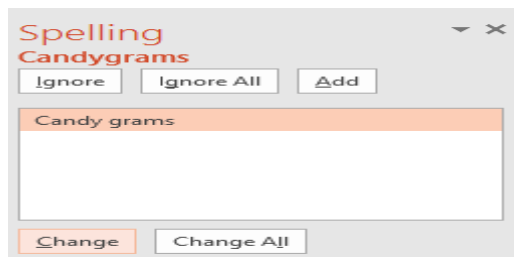 Spelling
Candygrams
Ignore Ignore All Add
Candy grams
Change Change All